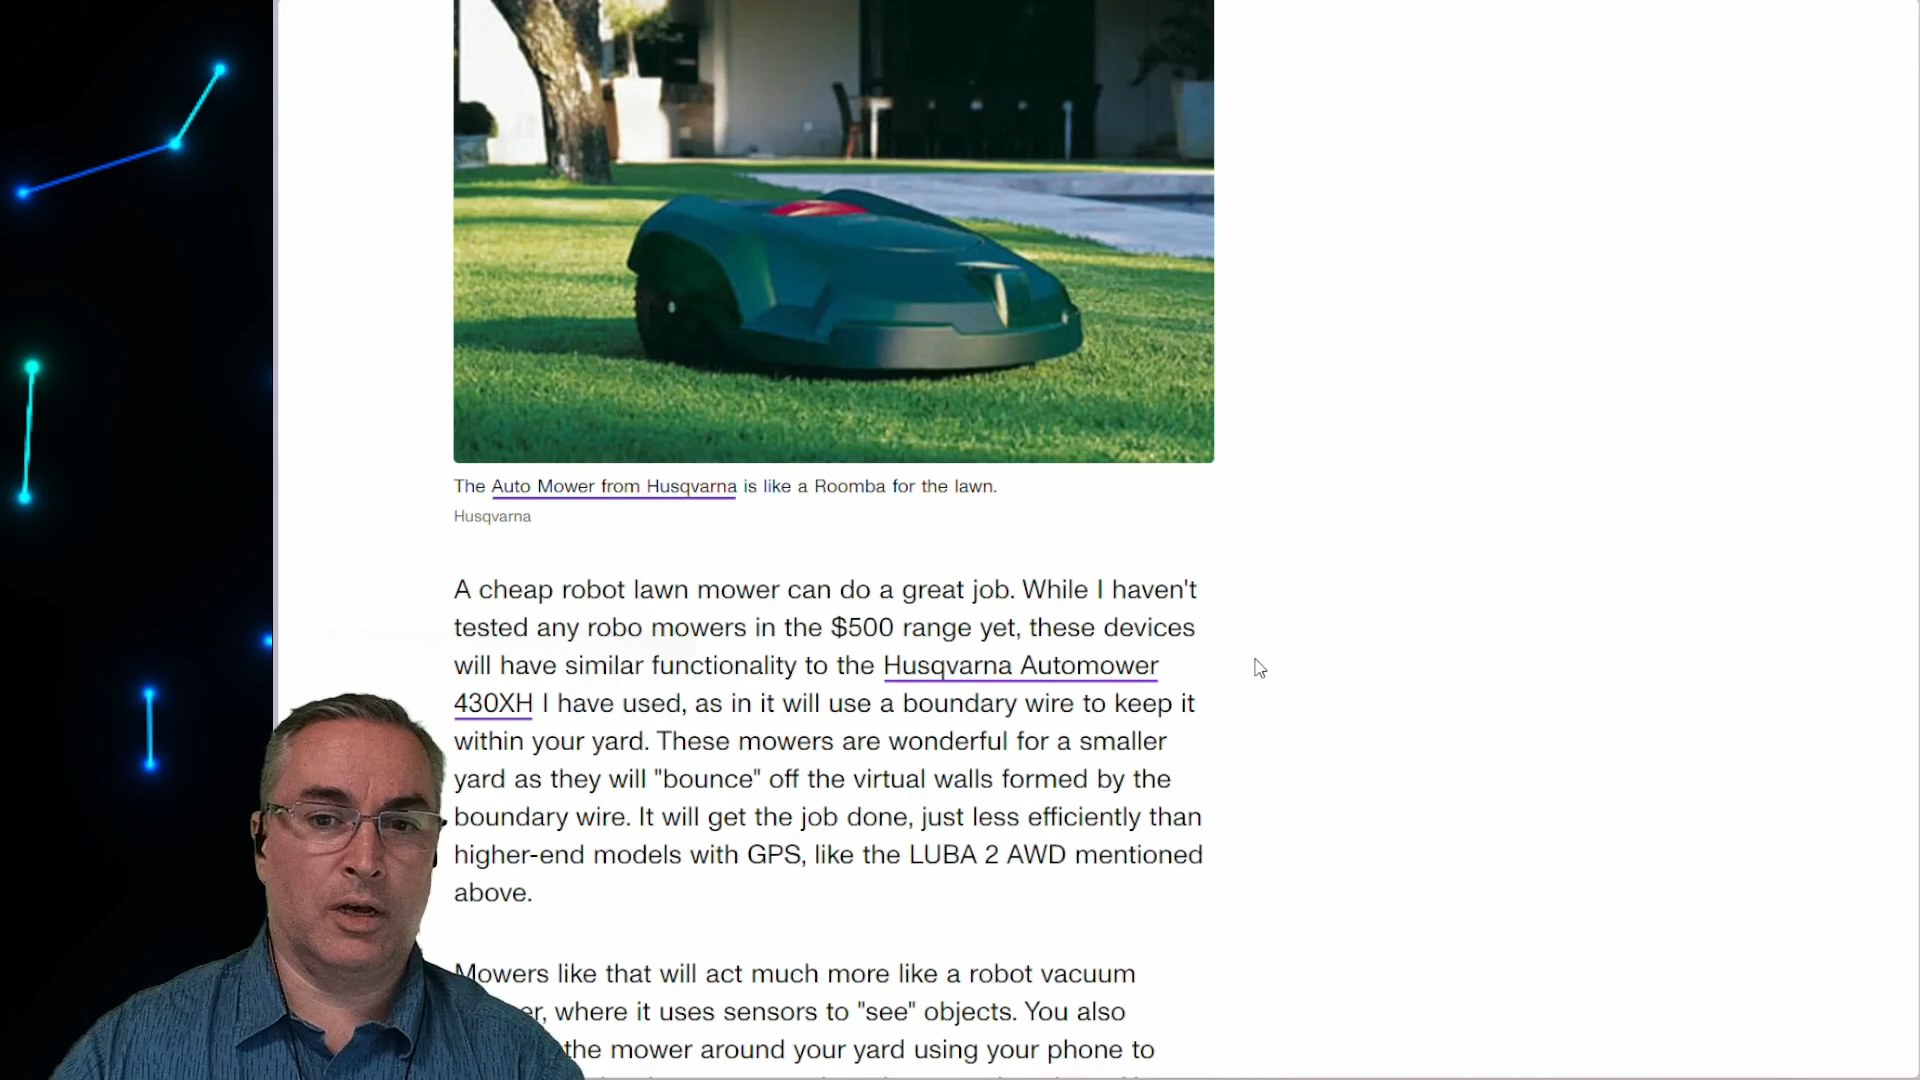 The Auto Mower from Husqvarna is like a Roomba for the lawn.
Husqvarna
A cheap robot lawn mower can do a great job. While I haven't
tested any robo mowers in the $500 range yet, these devices
will have similar functionality to the Husqvarna Automower
430XH I have used, as in it will use a boundary wire to keep it
within your yard. These mowers are wonderful for a smaller
yard as they will "bounce" off the virtual walls formed by the
boundary wire. It will get the job done, just less efficiently than
higher-end models with GPS, like the LUBA 2 AWD mentioned
above.
Mowers like that will act much more like a robot vacuum
where it uses sensors to "see" objects. You also
the mower around your yard using your phone to